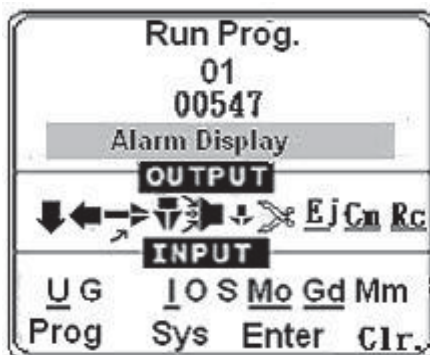 Run Prog.
01
00547
Alarm Display
OUTPUT
Ej Cm Rc
INPUT
U G I O S Mo Gd Mm
Prog Sys Enter Clr.